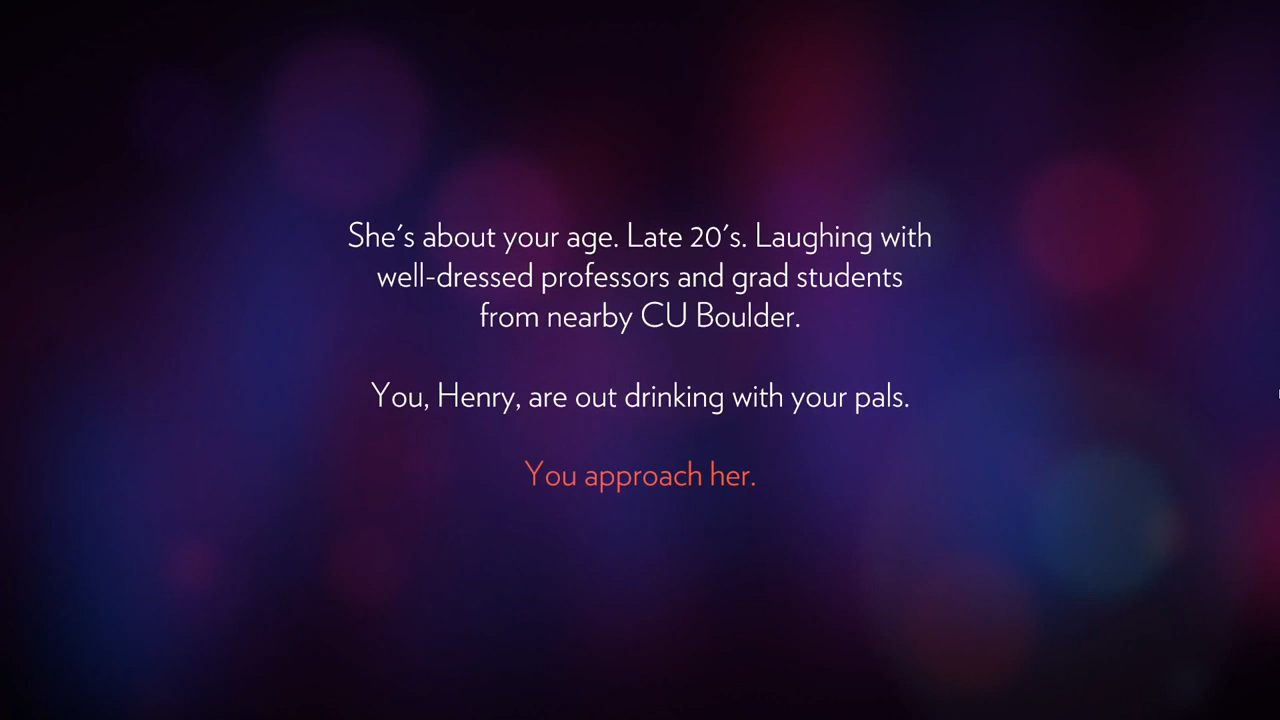 She's about your age. Late 20's. Laughing with
well-dressed professors and grad students
from nearby CU Boulder.
You, Henry, are out drinking with your pals.
You approach her.